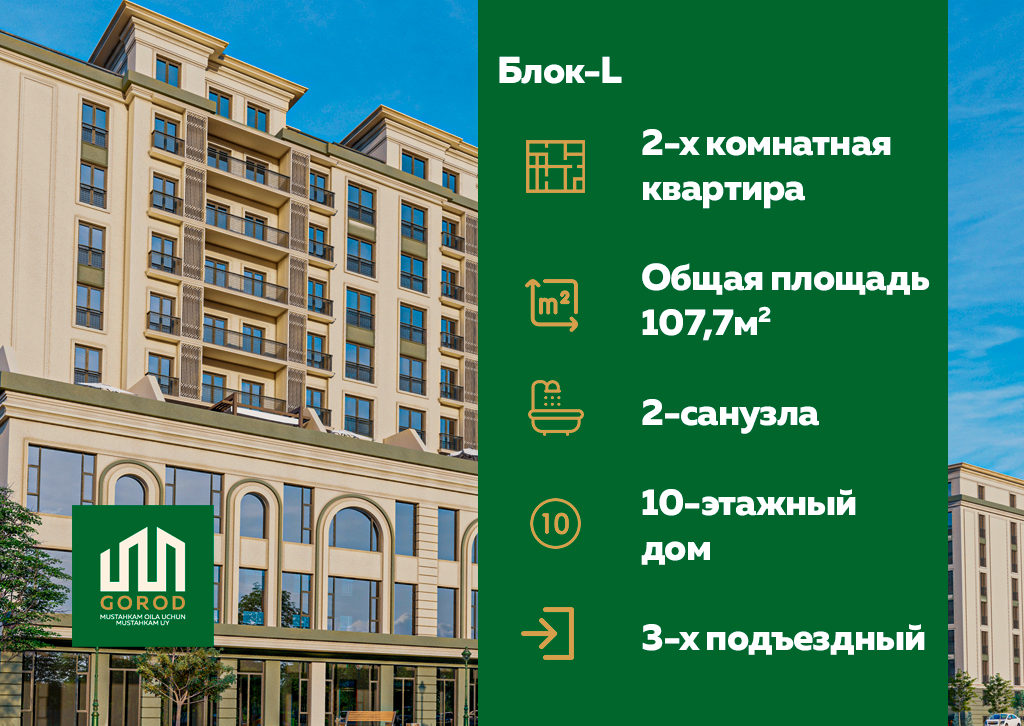 Блок-L
2-х комнатная
квартира
m²
Общая площадь
107,7м²
2-санузла
10
10-этажный
дом
3-х подъездный
GOROD
MUSTAHKAM OILA UCHUN
MUSTAHKAM UY